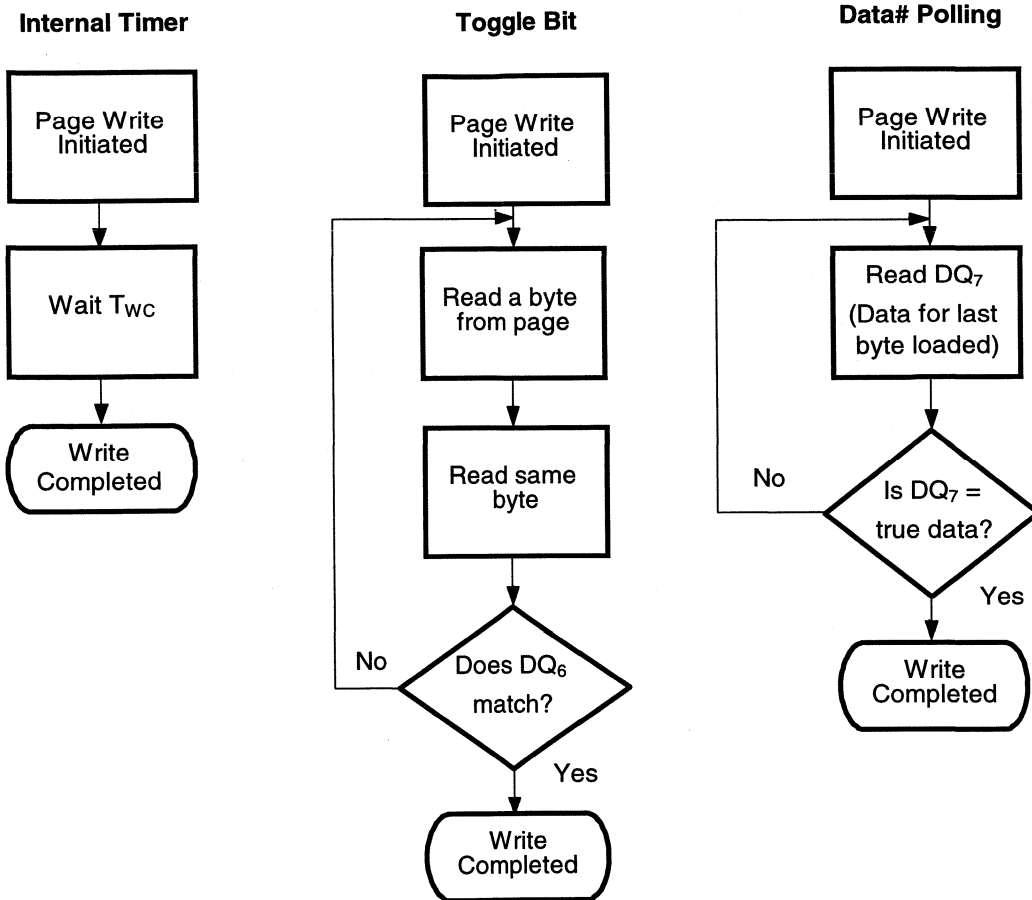 Internal Timer
Page Write
Initiated
Wait TWC
Write
Completed
Toggle Bit
Page Write
Initiated
Read a byte
from page
Read same
byte
Does DQ6
match?
No
Yes
Write
Completed
Data# Polling
Page Write
Initiated
Read DQ7
(Data for last
byte loaded)
Is DQ7 =
true data?
No
Yes
Write
Completed